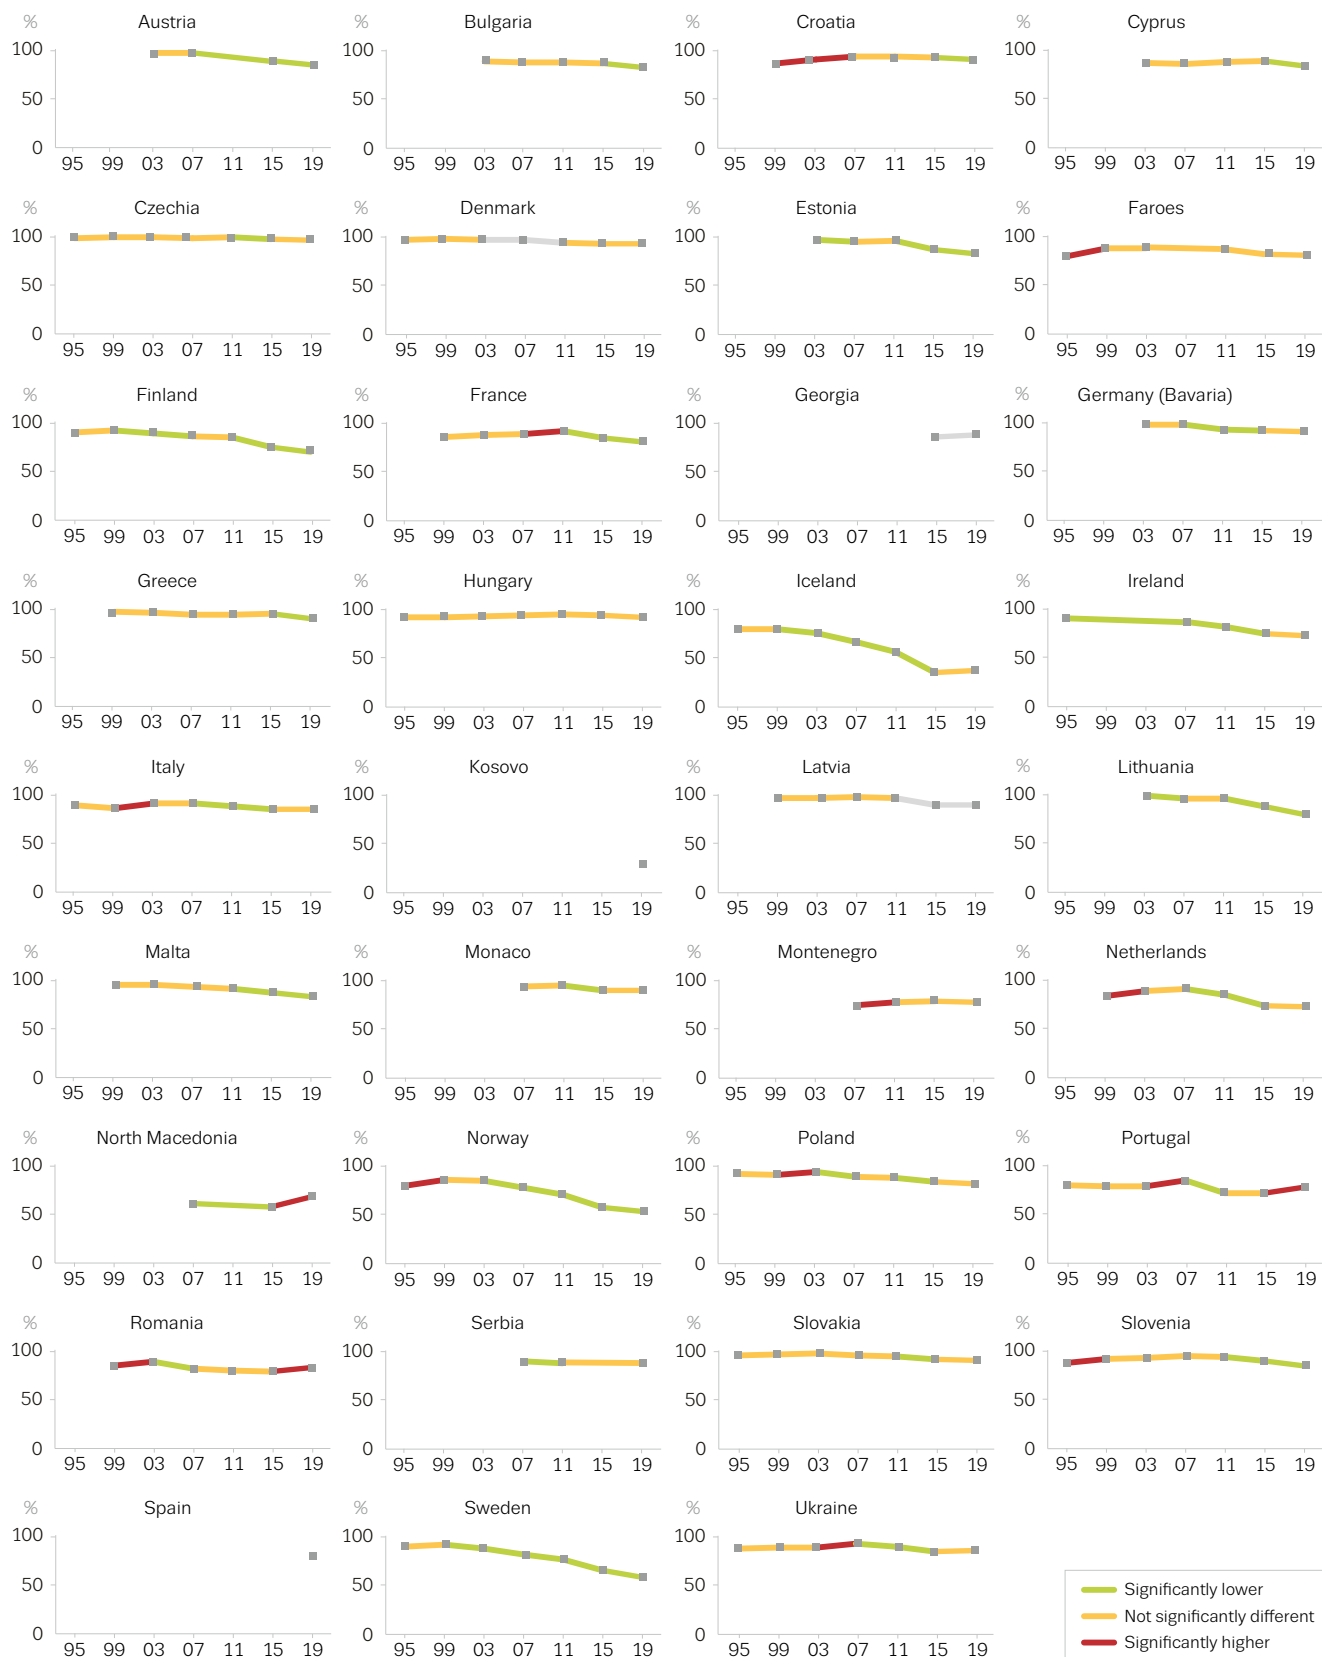 % Austria % Bulgaria % Croatia % Cyprus
100 100 100 100
50 50 50 50
0 0 0 0
95 99 03 07 11 15 19 95 99 03 07 11 15 19 95 99 03 07 11 15 19 95 99 03 07 11 15 19
% Czechia % Denmark % Estonia % Faroes
100 100 100 100
50 50 50 50
0 0 0 0
95 99 03 07 11 15 19 95 99 03 07 11 15 19 95 99 03 07 11 15 19 95 99 03 07 11 15 19
% Finland % France % Georgia % Germany (Bavaria)
100 100 100 100
50 50 50 50
0 0 0 0
95 99 03 07 11 15 19 95 99 03 07 11 15 19 95 99 03 07 11 15 19 95 99 03 07 11 15 19
% Greece % Hungary % Iceland % Ireland
100 100 100 100
50 50 50 50
0 0 0 0
95 99 03 07 11 15 19 95 99 03 07 11 15 19 95 99 03 07 11 15 19 95 99 03 07 11 15 19
% Italy % Kosovo % Latvia % Lithuania
100 100 100 100
50 50 50 50
0 0 0 0
95 99 03 07 11 15 19 95 99 03 07 11 15 19 95 99 03 07 11 15 19 95 99 03 07 11 15 19
% Malta % Monaco % Montenegro % Netherlands
100 100 100 100
50 50 50 50
0 0 0 0
95 99 03 07 11 15 19 95 99 03 07 11 15 19 95 99 03 07 11 15 19 95 99 03 07 11 15 19
% North Macedonia % Norway % Poland % Portugal
100 100 100 100
50 50 50 50
0 0 0 0
95 99 03 07 11 15 19 95 99 03 07 11 15 19 95 99 03 07 11 15 19 95 99 03 07 11 15 19
% Romania % Serbia % Slovakia % Slovenia
100 100 100 100
50 50 50 50
0 0 0 0
95 99 03 07 11 15 19 95 99 03 07 11 15 19 95 99 03 07 11 15 19 95 99 03 07 11 15 19
% Spain % Sweden % Ukraine
100 100 100
50 50 50
0 0 0
95 99 03 07 11 15 19 95 99 03 07 11 15 19 95 99 03 07 11 15 19
Significantly lower
Not significantly different
Significantly higher